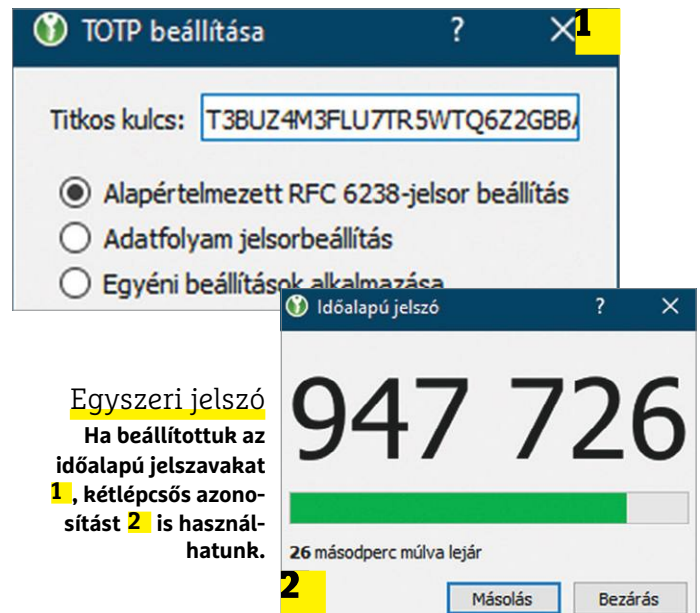 TOTP beállítása ? 1
Titkos kulcs: T3BUZ4M3FLU7TR5WTQ6Z2GBBA
Alapértelmezett RFC 6238-jelsor beállítás
Adatfolyam jelsorbeállítás
Egyéni beállítások alkalmazása
Időalapú jelszó ?
947 726
26 másodperc múlva lejár
2 Másolás Bezárás
Egyszeri jelszó
Ha beállítottuk az
időalapú jelszavakat
1, kétlépcsős azono-
sítást 2 is használ-
hatunk.